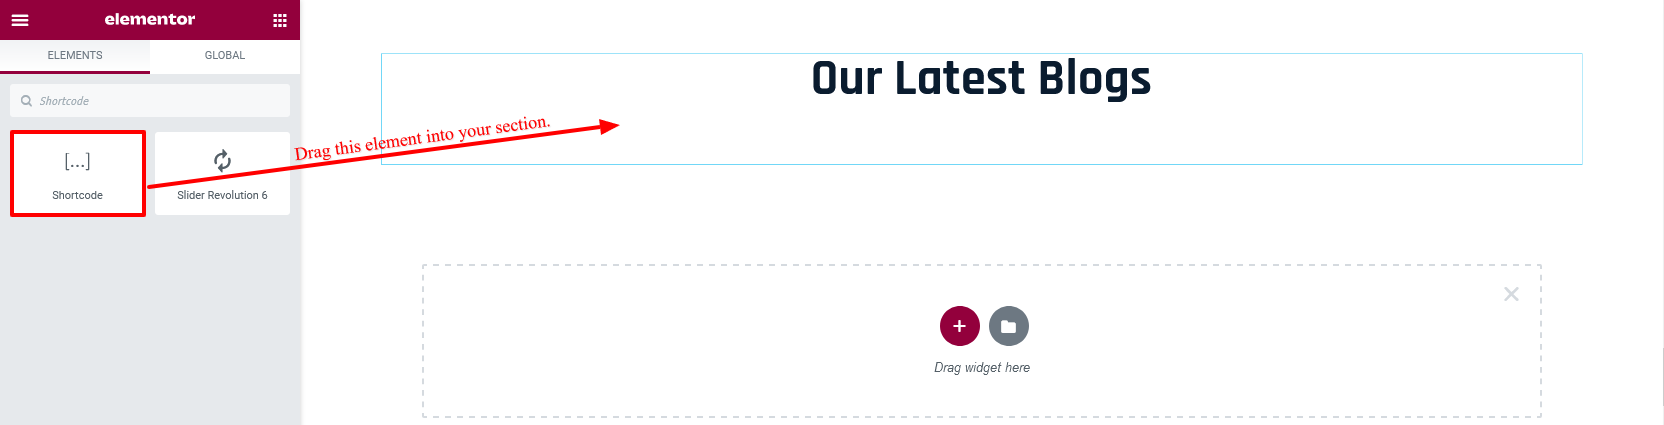 elementor
ELEMENTS
GLOBAL
Shortcode
[...]
Shortcode
Slider Revolution 6
Drag this element into your section.
Our Latest Blogs
Drag widget here